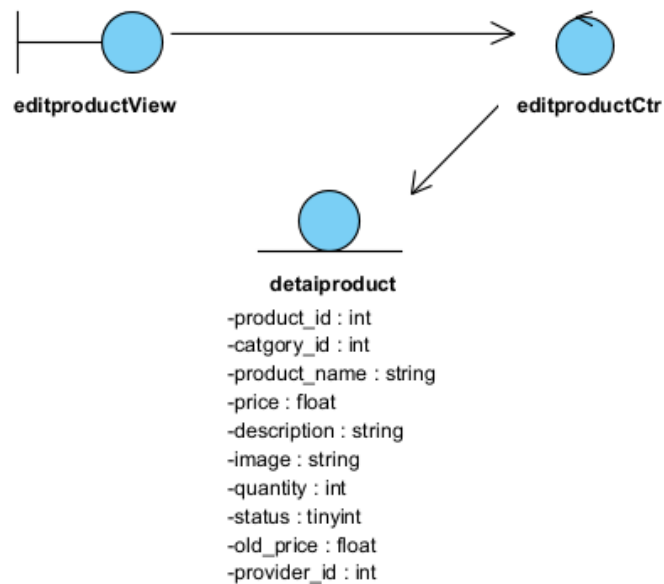 editproductView
editproductCtr
detaiproduct
-product_id : int
-catgory_id : int
-product_name : string
-price : float
-description : string
-image : string
-quantity : int
-status : tinyint
-old_price : float
-provider_id : int